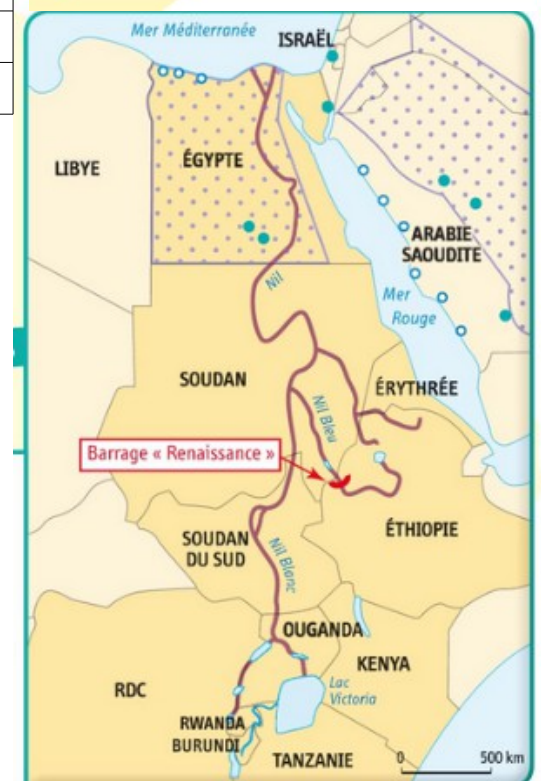 Mer Méditerranée
ISRAËL
LIBYE
ÉGYPTE
ARABIE
SAOUDITE
Nil
Mer
Rouge
SOUDAN
ÉRYTHRÉE
Nil Bleu
Barrage « Renaissance »
ÉTHIOPIE
SOUDAN
DU SUD
Nil Blanc
OUGANDA
KENYA
RDC
Lac
Victoria
RWANDA
BURUNDI
TANZANIE
0 500 km